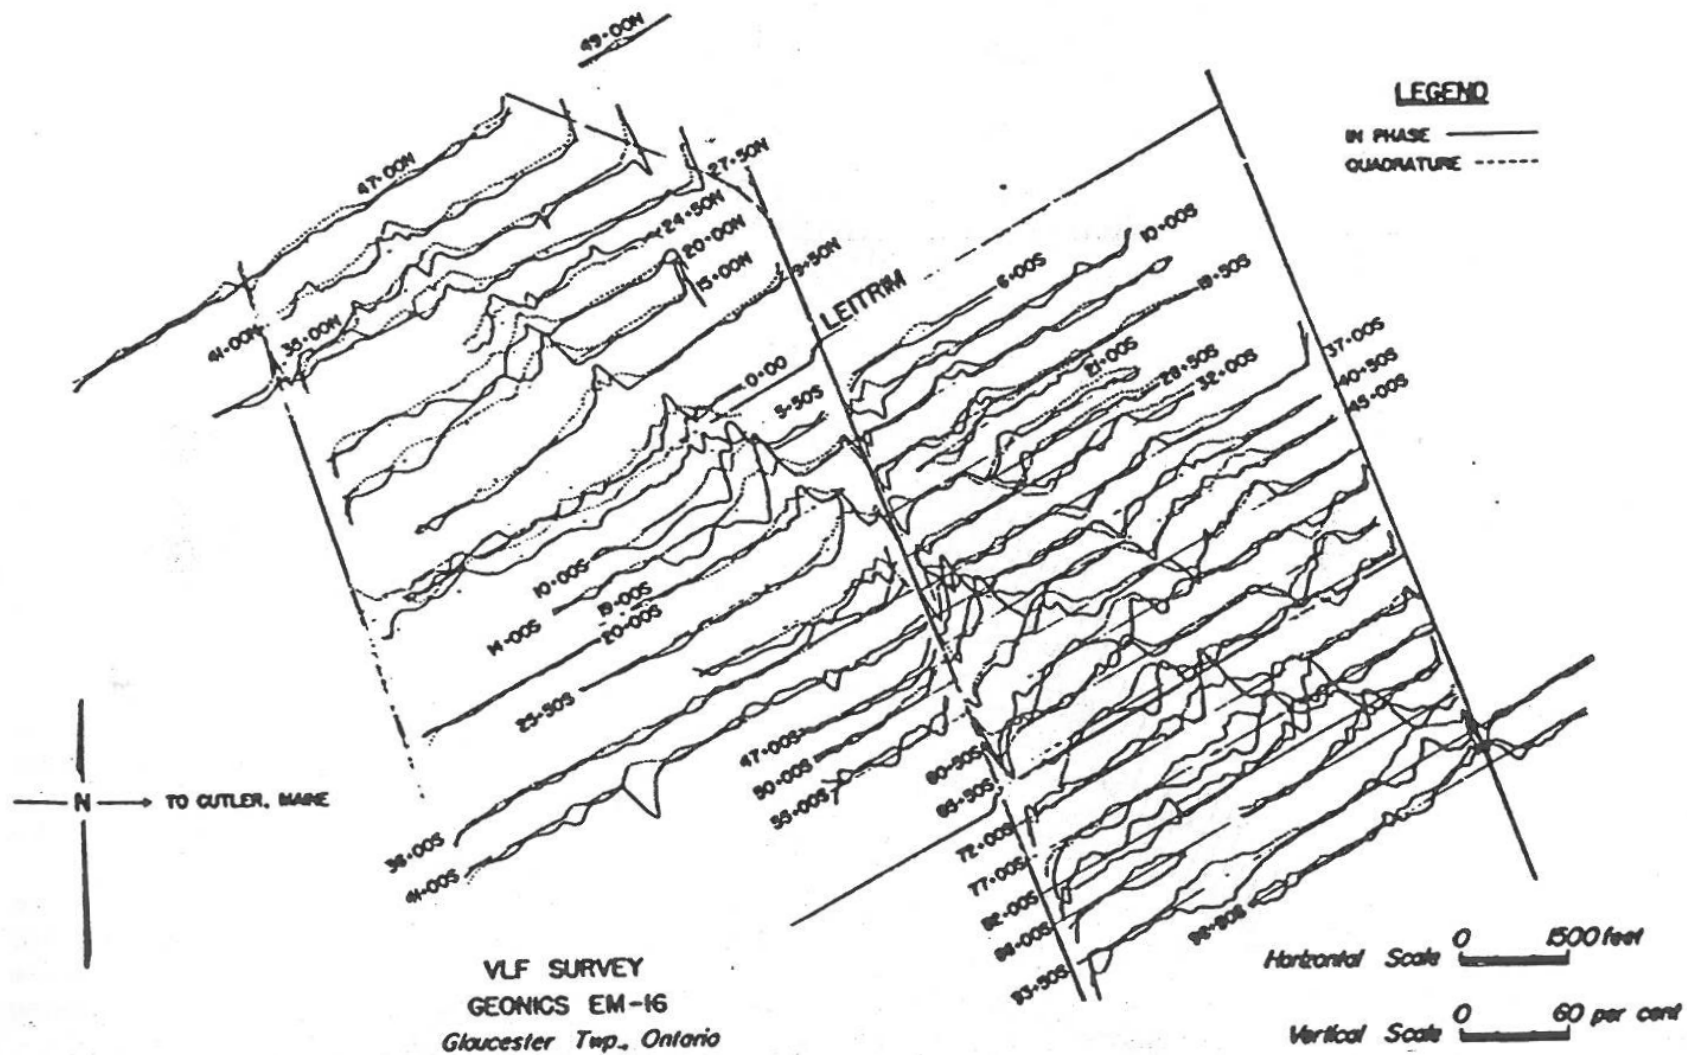 49+00N
LEGEND
IN PHASE
QUADRATURE
47+00N
27+50N
24+50N
20+00N
15+00N
9+50N
41+00N
35+00N
LEITRIM
6+00S
10+00S
19+50S
21+00S
28+50S
32+00S
37+00S
40+50S
45+00S
0+00
5+50S
10+00S
14+00S
19+00S
20+00S
25+50S
N
TO CUTLER, MAINE
38+00S
41+00S
47+00S
50+00S
55+00S
60+50S
72+00S
77+00S
82+00S
93+50S
VLF SURVEY
GEONICS EM-16
Gloucester Twp., Ontario
Horizontal Scale 0 1500 feet
Vertical Scale 0 60 per cent